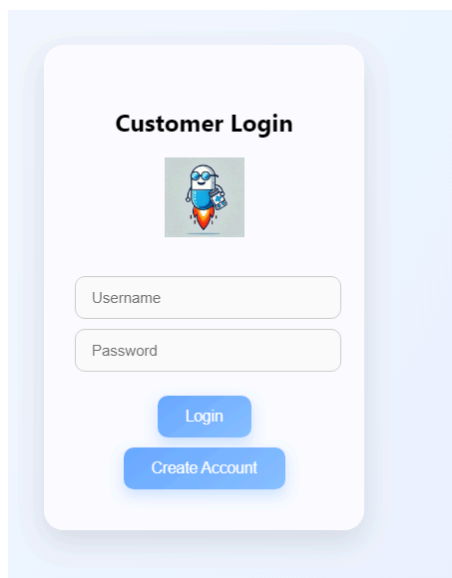 Customer Login
Username
Password
Login
Create Account